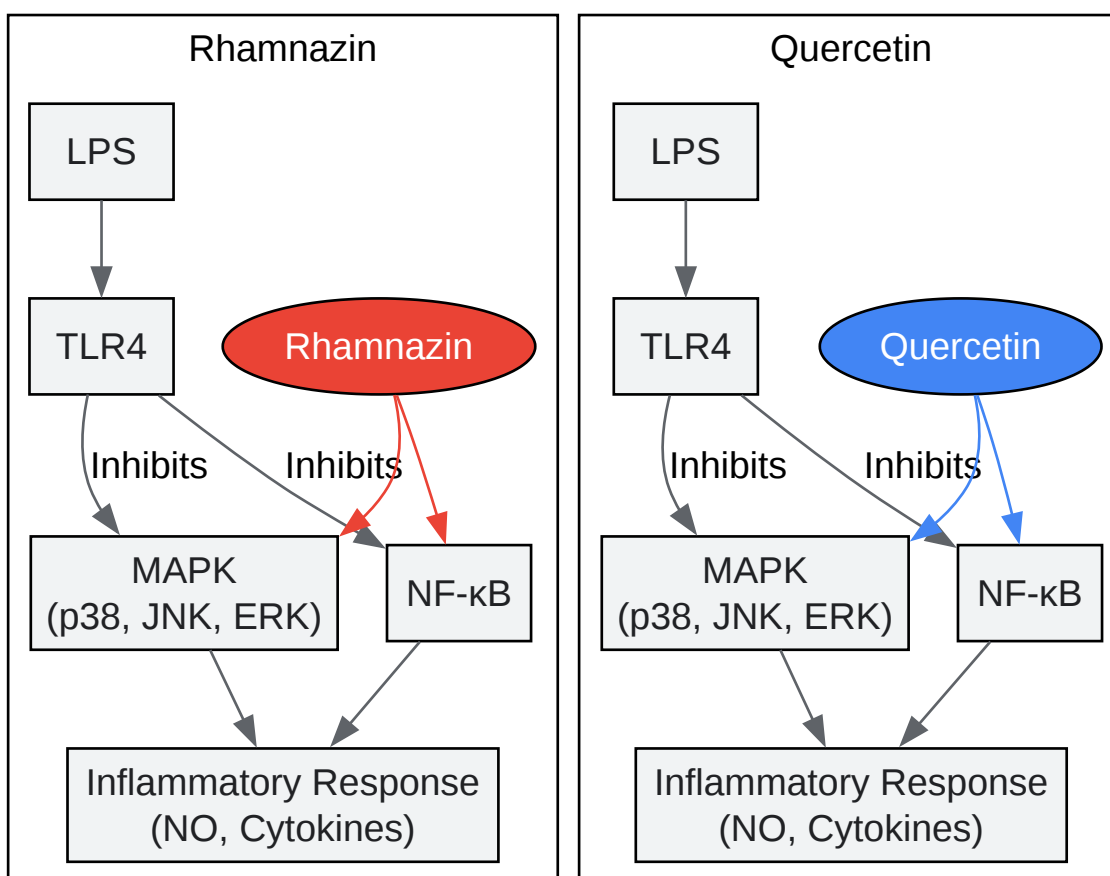 Rhamnazin
LPS
TLR4
Rhamnazin
Inhibits
Inhibits
MAPK
(p38, JNK, ERK)
NF-κB
Inflammatory Response
(NO, Cytokines)
Quercetin
LPS
TLR4
Quercetin
Inhibits
Inhibits
MAPK
(p38, JNK, ERK)
NF-κB
Inflammatory Response
(NO, Cytokines)